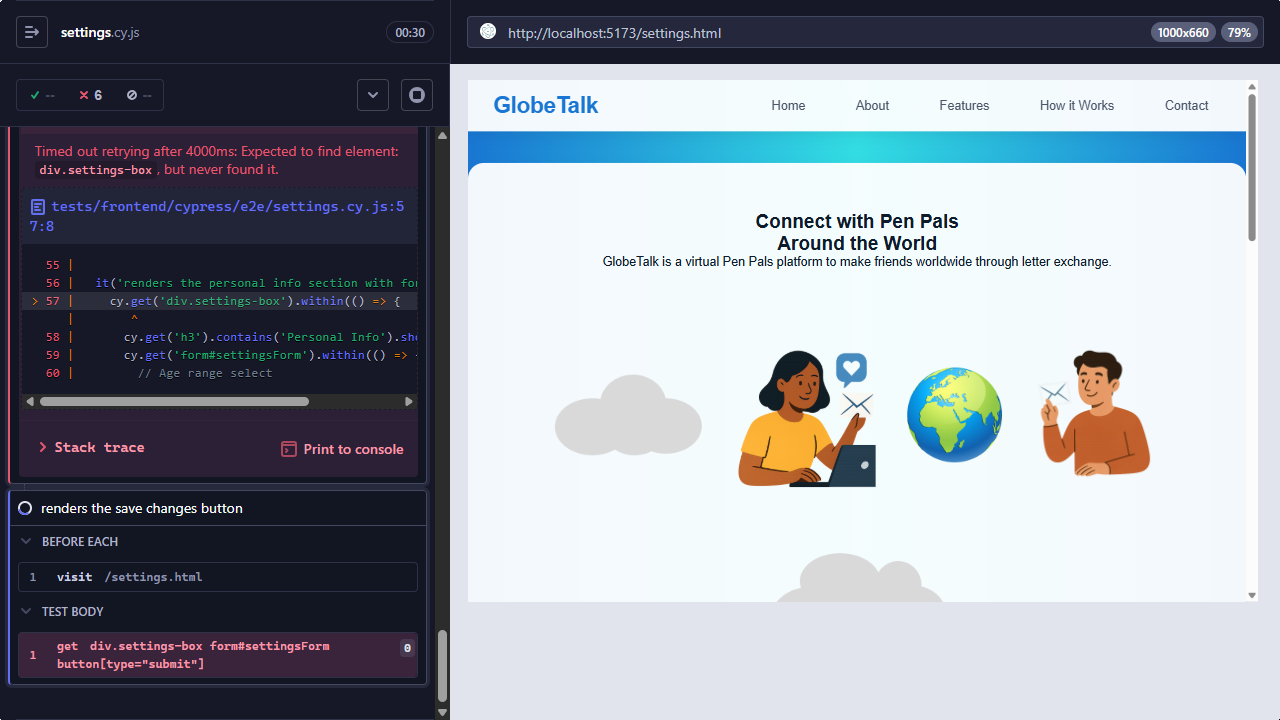 settings.cy.js
00:30
--
6
--
Timed out retrying after 4000ms: Expected to find element:
div.settings-box, but never found it.
tests/frontend/cypress/e2e/settings.cy.js:5
7:8
55 |
56 | it('renders the personal info section with for
> 57 | cy.get('div.settings-box').within(() => {
| ^
58 | cy.get('h3').contains('Personal Info').sho
59 | cy.get('form#settingsForm').within(() =>
60 | // Age range select
Stack trace
Print to console
renders the save changes button
BEFORE EACH
1 visit /settings.html
TEST BODY
1 get div.settings-box form#settingsForm
button[type="submit"]
0
http://localhost:5173/settings.html
1000x660
79%
GlobeTalk
Home
About
Features
How it Works
Contact
Connect with Pen Pals
Around the World
GlobeTalk is a virtual Pen Pals platform to make friends worldwide through letter exchange.